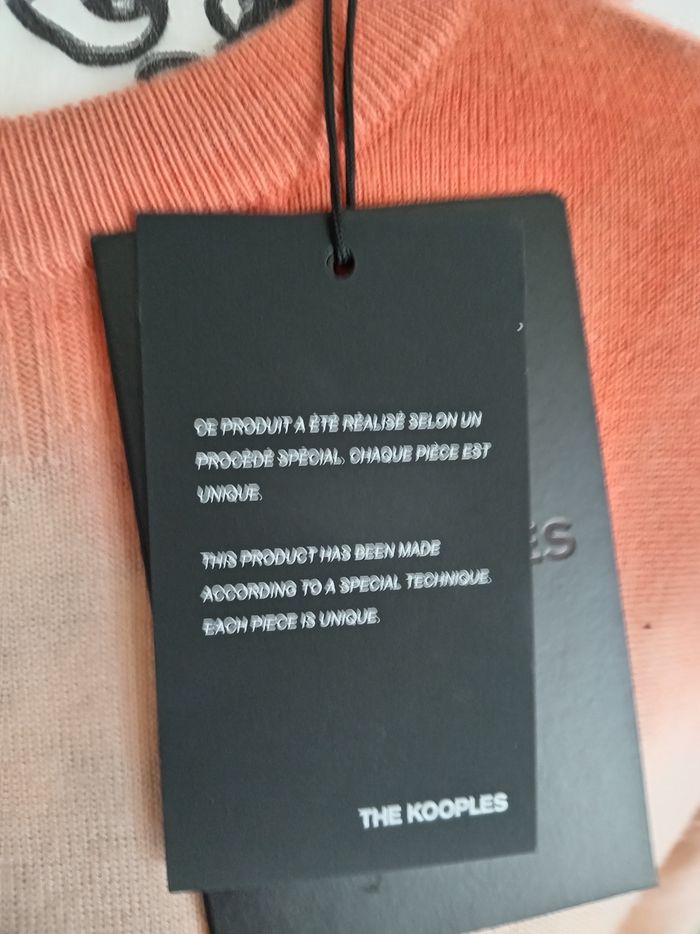 CE PRODUIT A ÉTÉ RÉALISÉ SELON UN
PROCÉDÉ SPÉCIAL. CHAQUE PIÈCE EST
UNIQUE.
THIS PRODUCT HAS BEEN MADE
ACCORDING TO A SPECIAL TECHNIQUE.
EACH PIECE IS UNIQUE.
ES
THE KOOPLES